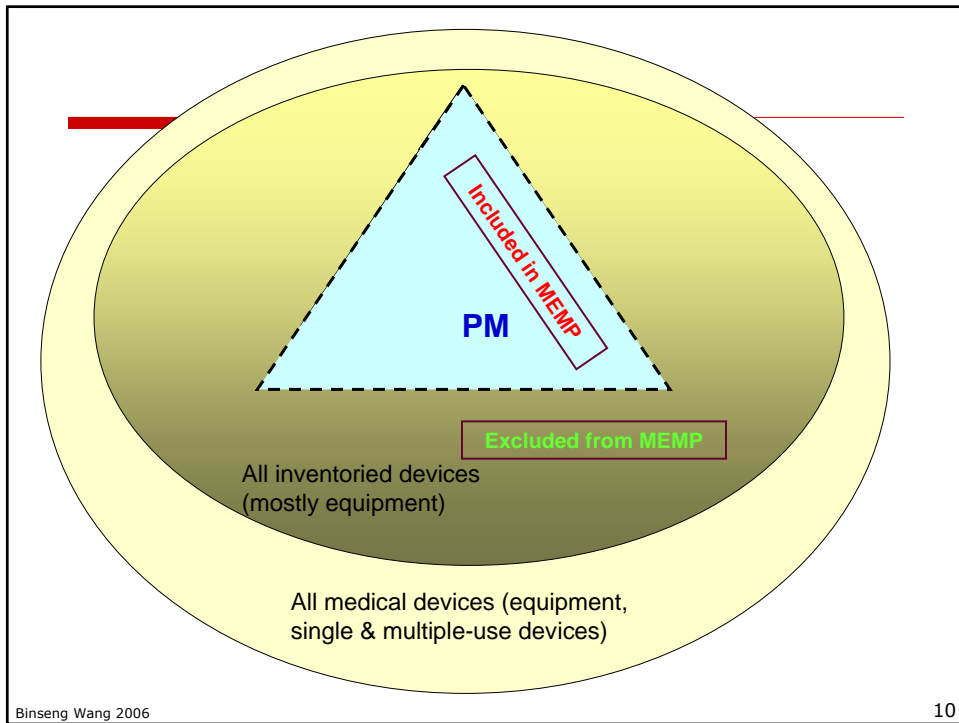 Included in MEMP
PM
Excluded from MEMP
All inventoried devices
(mostly equipment)
All medical devices (equipment,
single & multiple-use devices)
Binseng Wang 2006
10